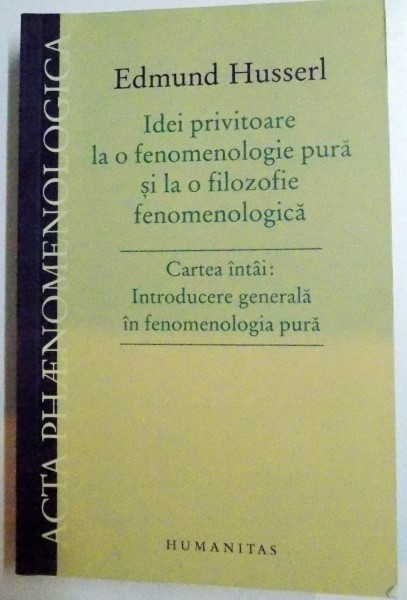 Edmund Husserl
Idei privitoare
la o fenomenologie pură
și la o filozofie
fenomenologică
Cartea întâi:
Introducere generală
în fenomenologia pură
HUMANITAS
ACTA PHÆNOMENOLOGICA